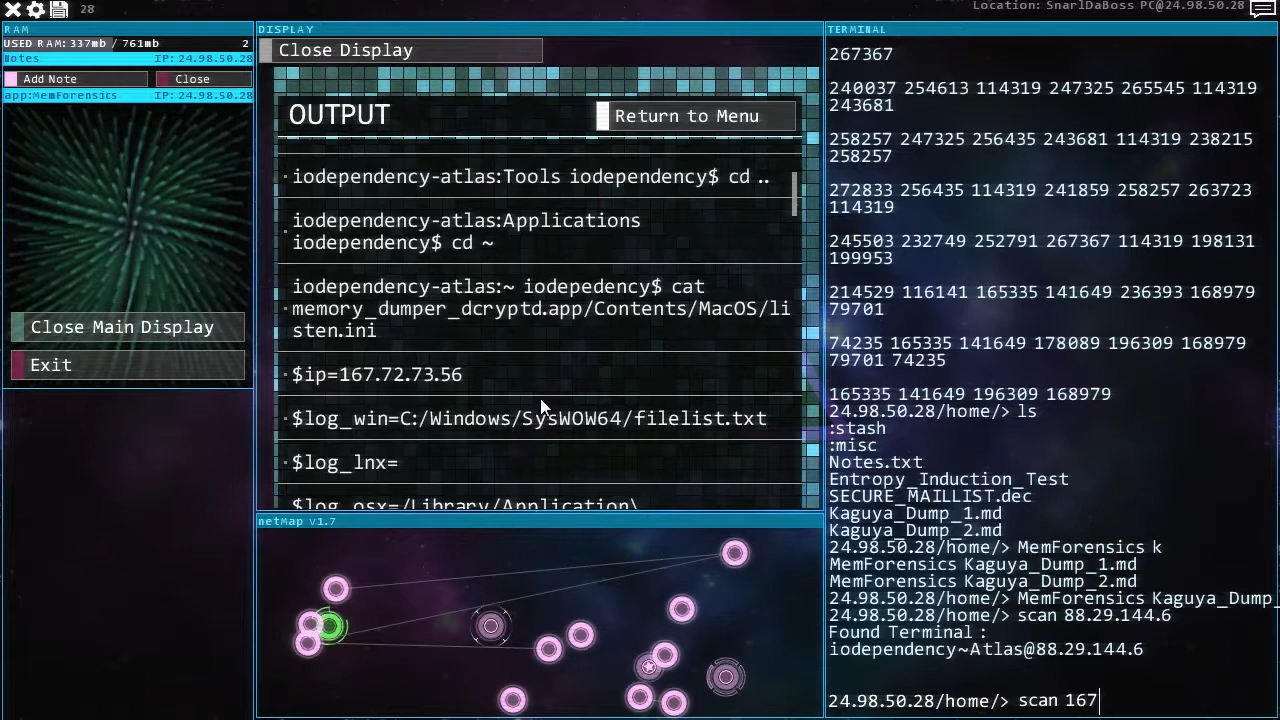 28
Location: SnarlDaBoss PC@24.98.50.28
RAM
USED RAM: 337mb / 761mb 2
Notes IP: 24.98.50.28
Add Note Close
app:MemForensics IP: 24.98.50.28
Close Main Display
Exit
DISPLAY
Close Display
OUTPUT
Return to Menu
iodependency-atlas:Tools iodependency$ cd ..
iodependency-atlas:Applications
iodependency$ cd ~
iodependency-atlas:~ iodepedency$ cat
memory_dumper_dcryptd.app/Contents/MacOS/li
sten.ini
$ip=167.72.73.56
$log_win=C:/Windows/SysWOW64/filelist.txt
$log_lnx=
$log_osx=/Library/Application\
netMap v1.7
TERMINAL
267367
240037 254613 114319 247325 265545 114319
243681
258257 247325 256435 243681 114319 238215
258257
272833 256435 114319 241859 258257 263723
114319
245503 232749 252791 267367 114319 198131
199953
214529 116141 165335 141649 236393 168979
79701
74235 165335 141649 178089 196309 168979
79701 74235
165335 141649 196309 168979
24.98.50.28/home/> ls
:stash
:misc
Notes.txt
Entropy_Induction_Test
SECURE_MAILLIST.dec
Kaguya_Dump_1.md
Kaguya_Dump_2.md
24.98.50.28/home/> MemForensics k
MemForensics Kaguya_Dump_1.md
MemForensics Kaguya_Dump_2.md
24.98.50.28/home/> MemForensics Kaguya_Dump_
24.98.50.28/home/> scan 88.29.144.6
Found Terminal :
iodependency~Atlas@88.29.144.6
24.98.50.28/home/> scan 167